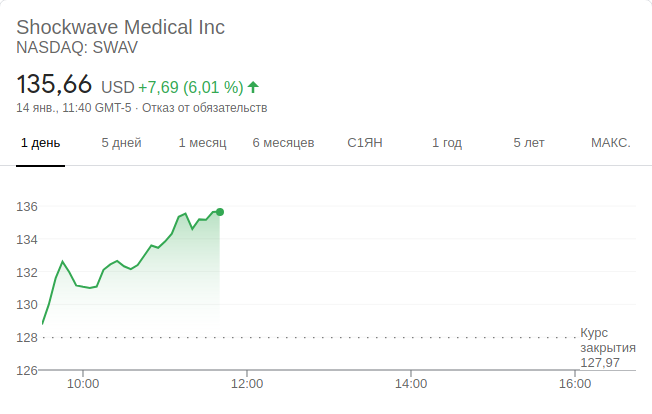 Shockwave Medical Inc
NASDAQ: SWAV
135,66 USD +7,69 (6,01 %)
14 янв., 11:40 GMT-5 · Отказ от обязательств
1 день 5 дней 1 месяц 6 месяцев С1ЯН 1 год 5 лет МАКС.
136
134
132
130
128
126
Курс
закрытия
127,97
10:00 12:00 14:00 16:00